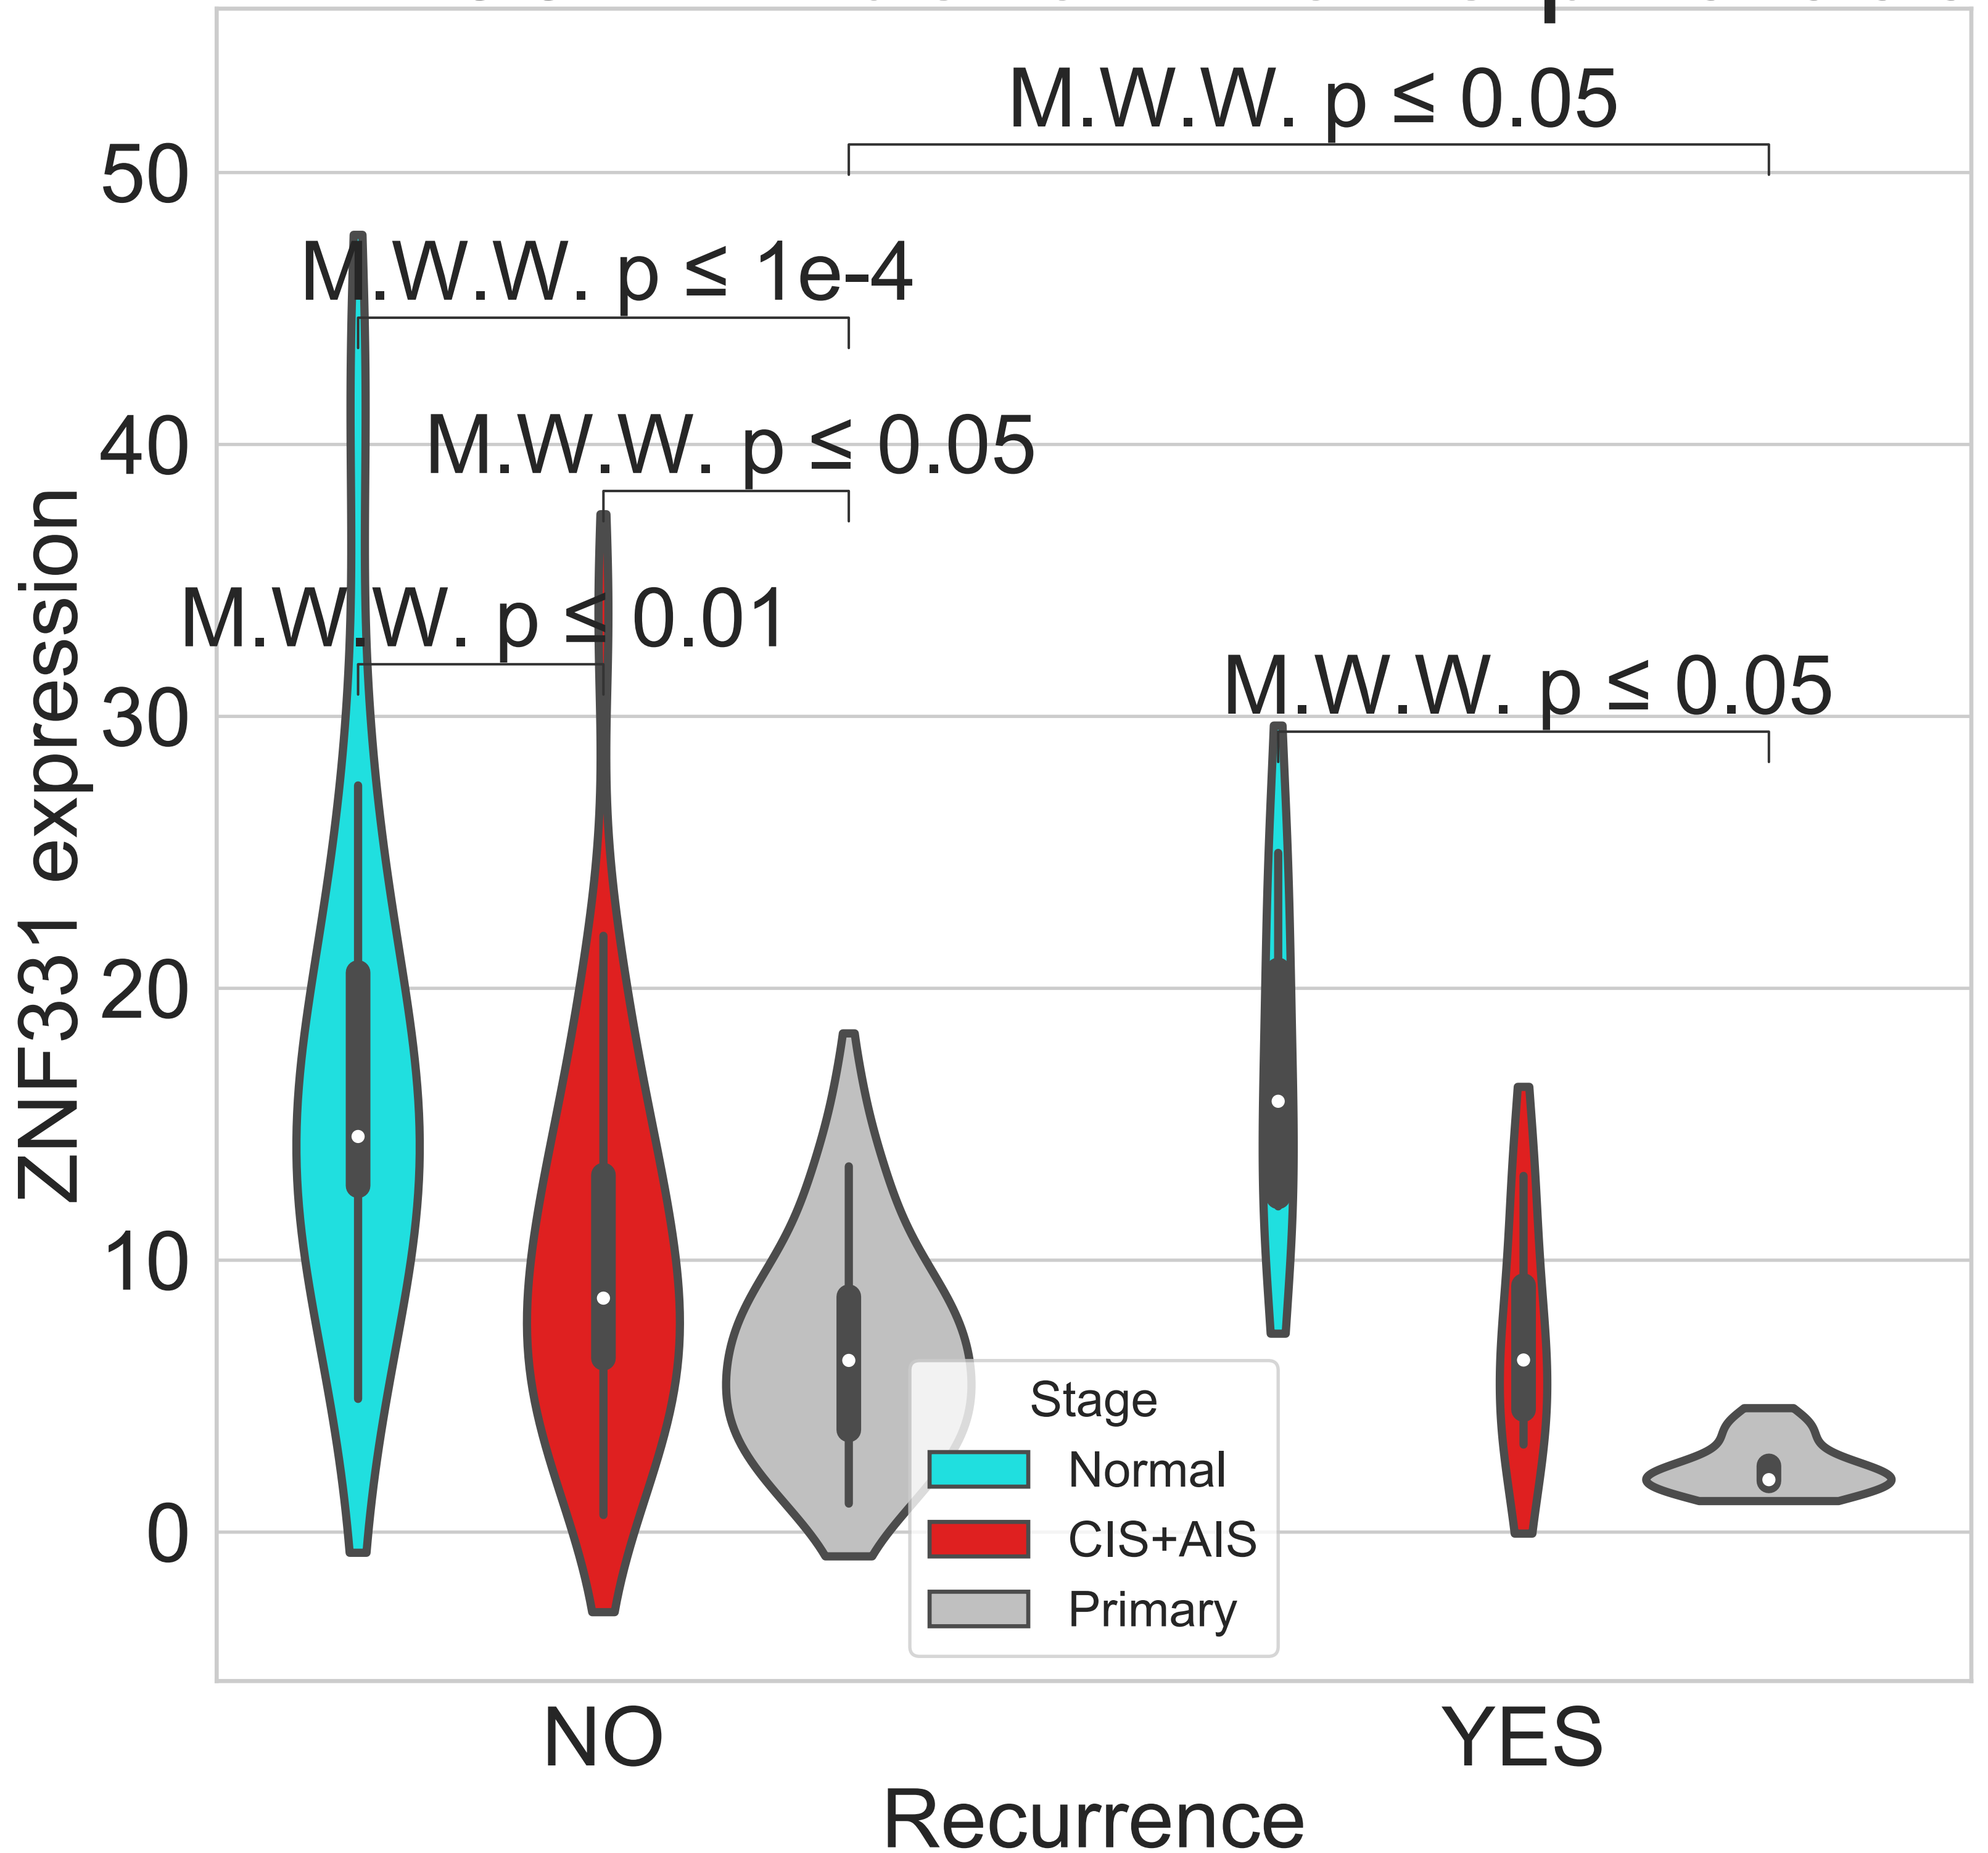 M.W.W. p ≤ 0.05
50
M.W.W. p ≤ 1e-4
40
M.W.W. p ≤ 0.05
M.W.W. p ≤ 0.01
30
M.W.W. p ≤ 0.05
ZNF331 expression
20
10
0
Stage
Normal
CIS+AIS
Primary
NO
YES
Recurrence